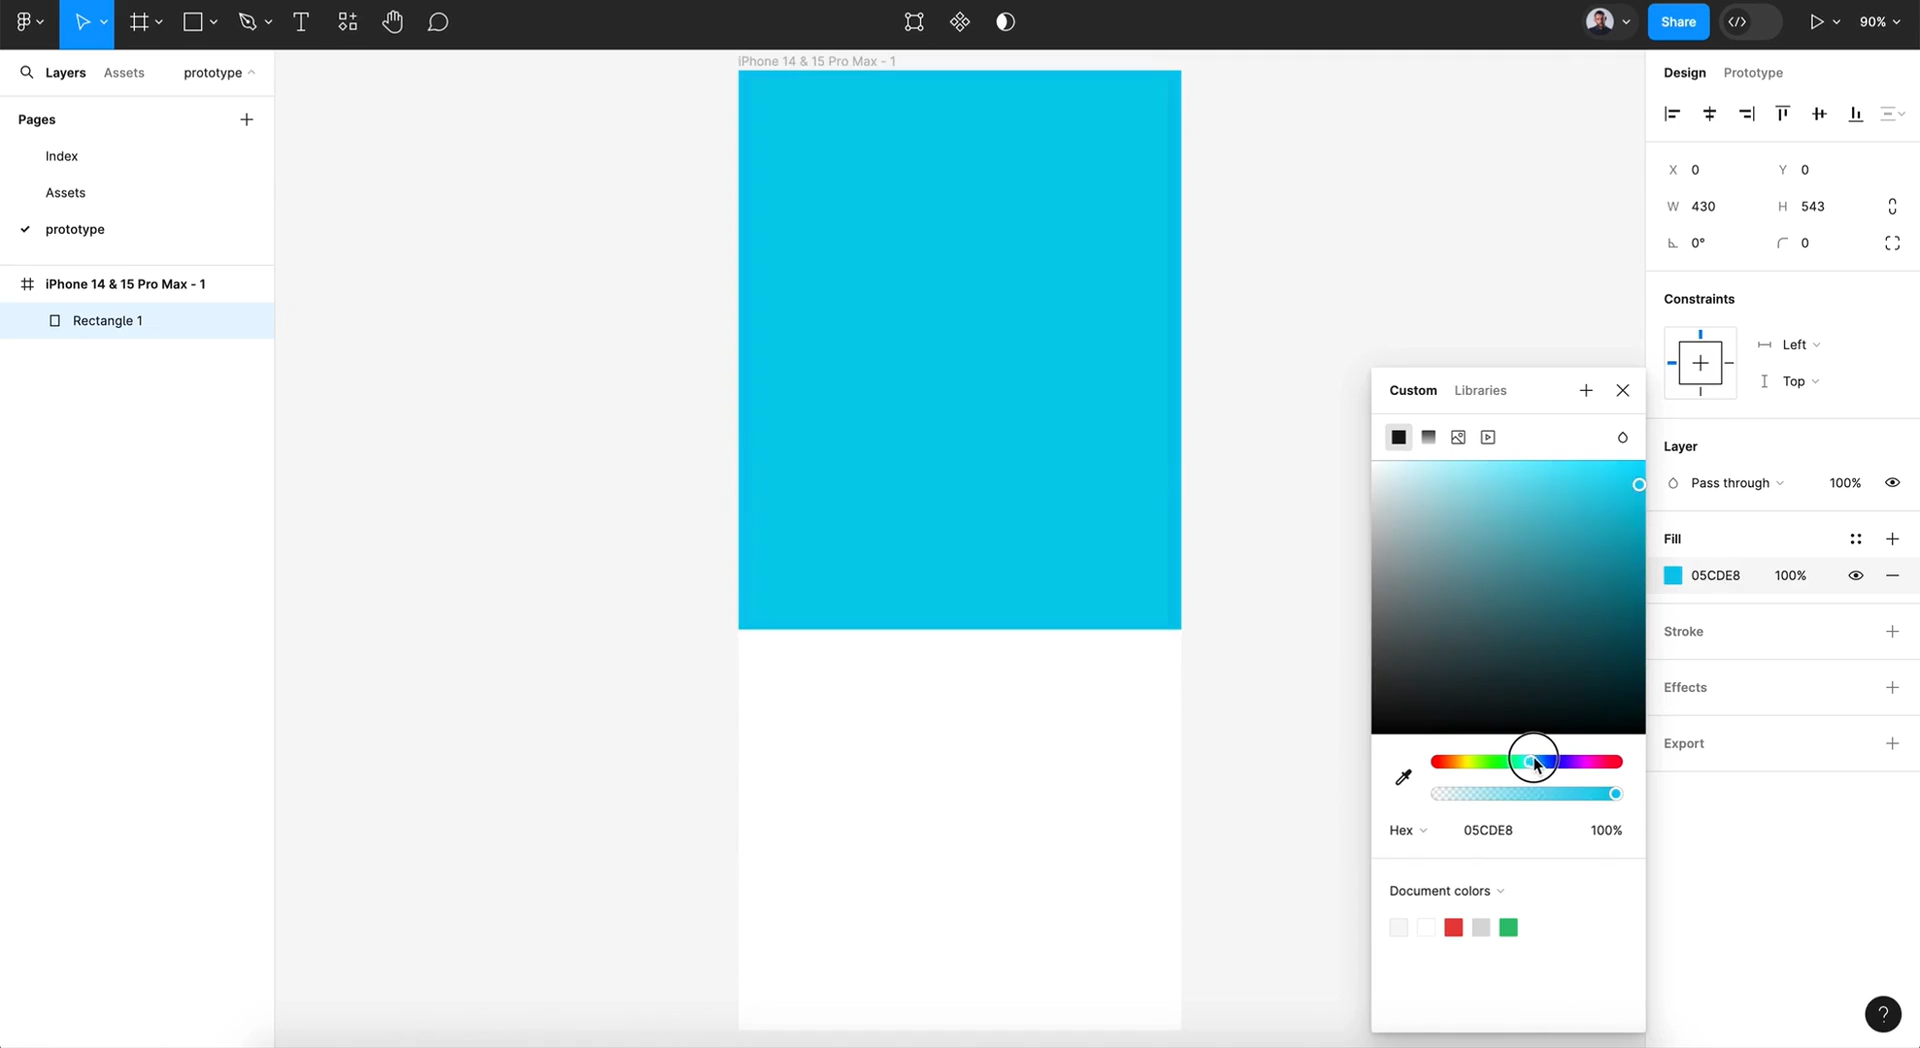 Share
90%
Layers
Assets
prototype
Pages
Index
Assets
prototype
iPhone 14 & 15 Pro Max - 1
Rectangle 1
iPhone 14 & 15 Pro Max - 1
Design
Prototype
X 0
Y 0
W 430
H 543
0°
0
Constraints
Left
Top
Layer
Pass through
100%
Fill
05CDE8
100%
Stroke
Effects
Export
Custom
Libraries
Hex
05CDE8
100%
Document colors
?